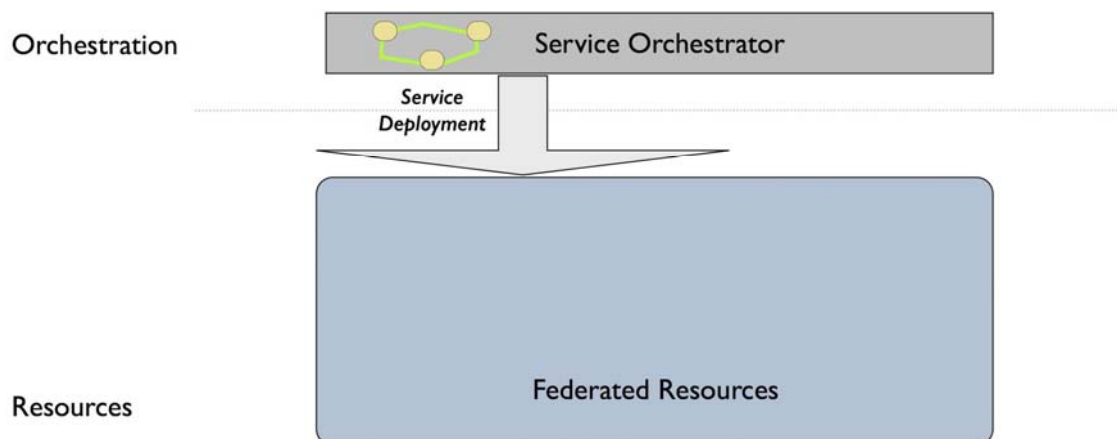 Orchestration
Service Orchestrator
Service
Deployment
Federated Resources
Resources